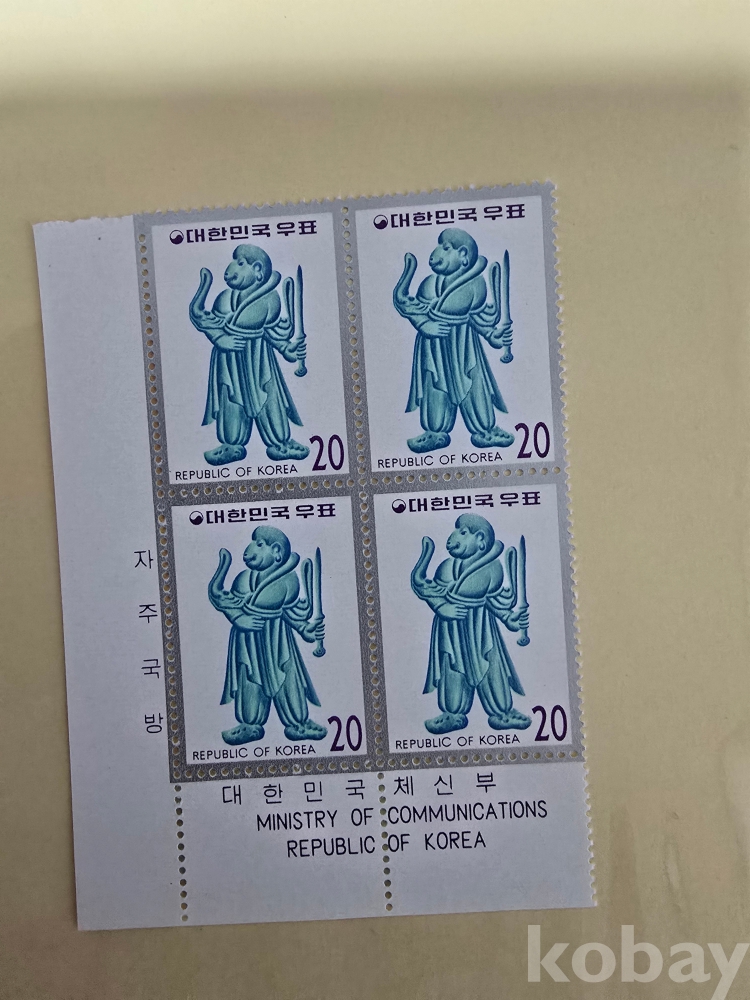 대한민국우표
REPUBLIC OF KOREA 20
대한민국우표
REPUBLIC OF KOREA 20
대한민국우표
REPUBLIC OF KOREA 20
대한민국우표
REPUBLIC OF KOREA 20
자
주
국
방
대한민국체신부
MINISTRY OF COMMUNICATIONS
REPUBLIC OF KOREA
kobay